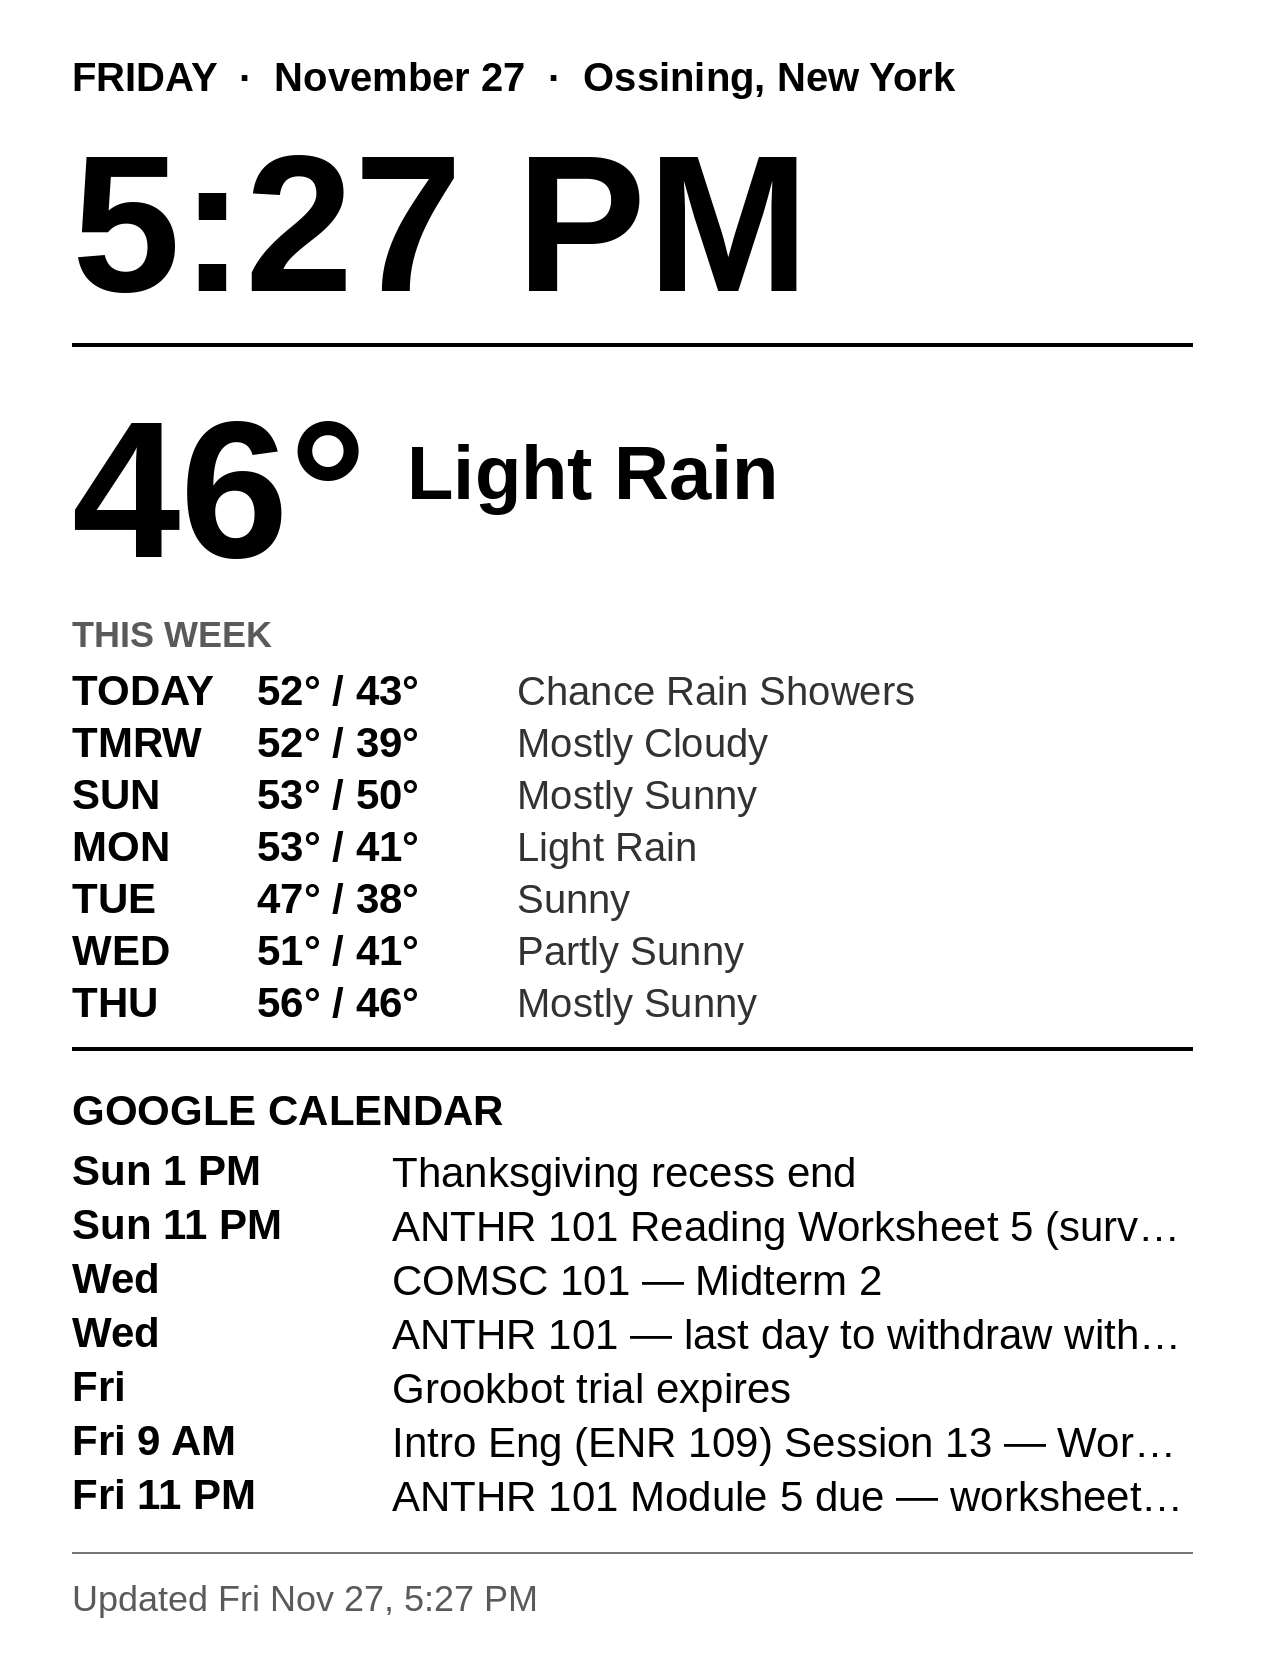 FRIDAY · November 27 · Ossining, New York
5:27 PM
46° Light Rain
THIS WEEK
TODAY 52° / 43° Chance Rain Showers
TMRW 52° / 39° Mostly Cloudy
SUN 53° / 50° Mostly Sunny
MON 53° / 41° Light Rain
TUE 47° / 38° Sunny
WED 51° / 41° Partly Sunny
THU 56° / 46° Mostly Sunny
GOOGLE CALENDAR
Sun 1 PM Thanksgiving recess end
Sun 11 PM ANTHR 101 Reading Worksheet 5 (surv…
Wed COMSC 101 — Midterm 2
Wed ANTHR 101 — last day to withdraw with…
Fri Grookbot trial expires
Fri 9 AM Intro Eng (ENR 109) Session 13 — Wor…
Fri 11 PM ANTHR 101 Module 5 due — worksheet…
Updated Fri Nov 27, 5:27 PM